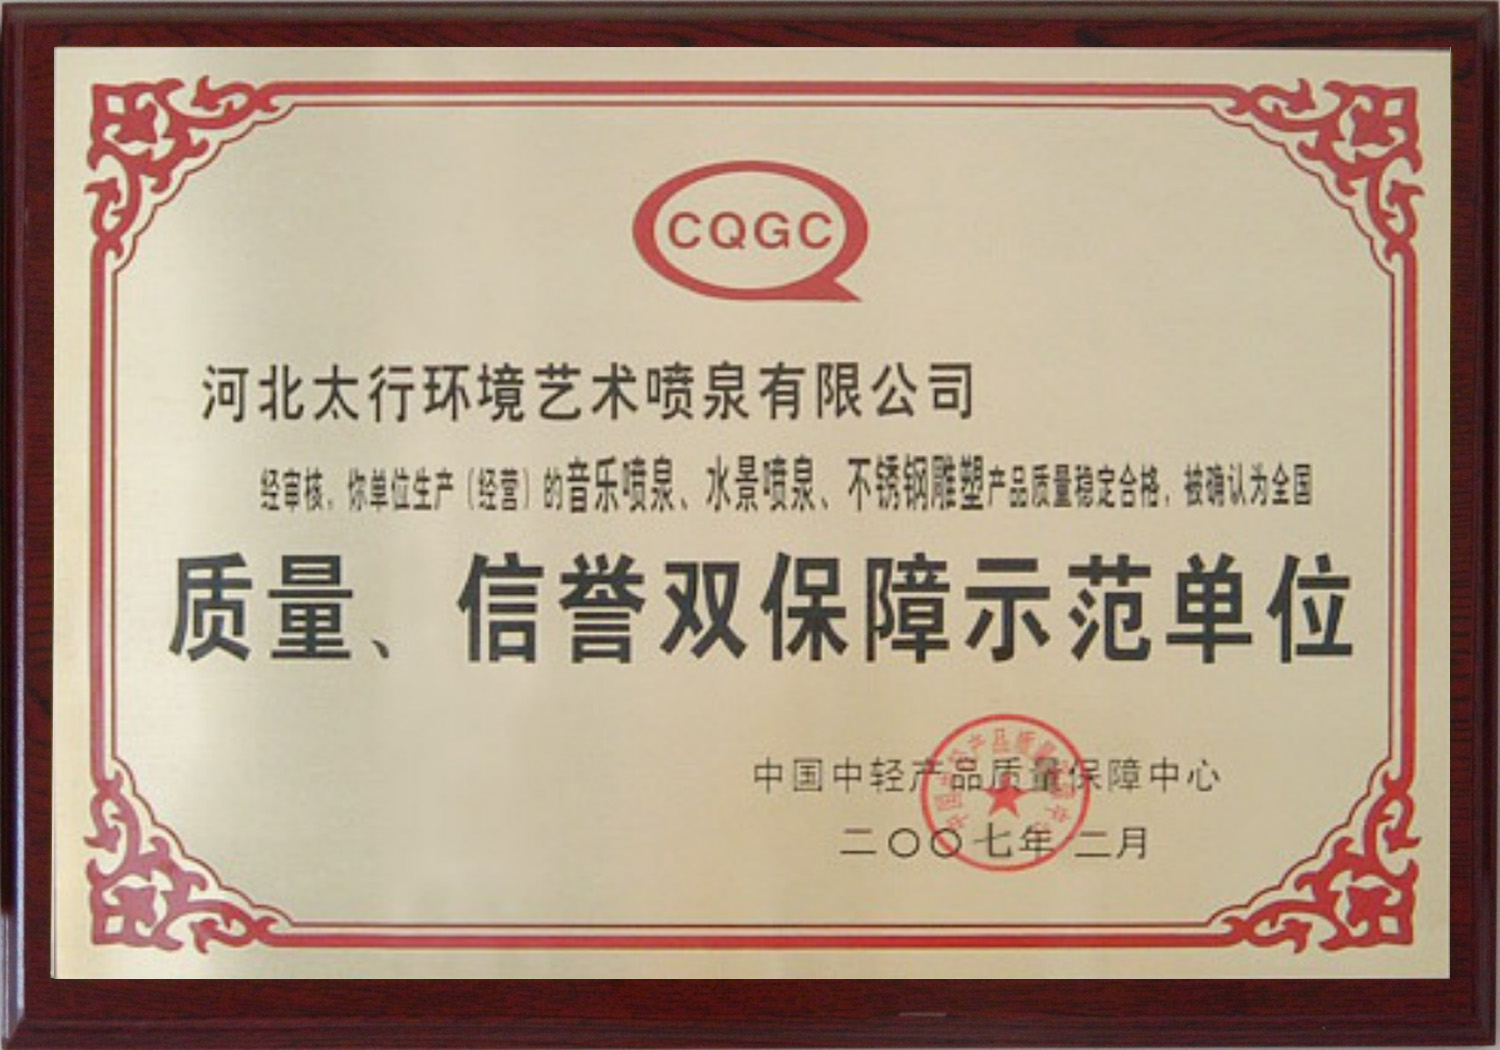 CQGC
河北太行环境艺术喷泉有限公司
经审核，你单位生产（经营）的音乐喷泉、水景喷泉、不锈钢雕塑产品质量稳定合格，被确认为全国
质量、信誉双保障示范单位
中国中轻产品质量保障中心
二〇〇七年二月